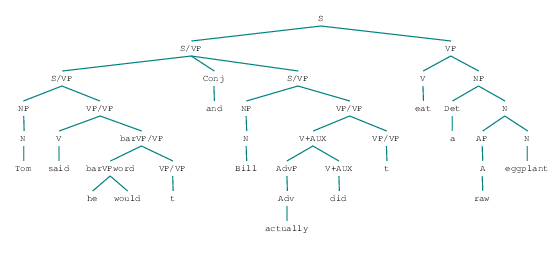 S
S/VP VP
S/VP Conj S/VP V NP
NP VP/VP and NP VP/VP eat Det N
N V barVP/VP N V+AUX VP/VP a AP N
Tom said barVPword VP/VP Bill AdvP V+AUX t A eggplant
he would t Adv did raw
actually